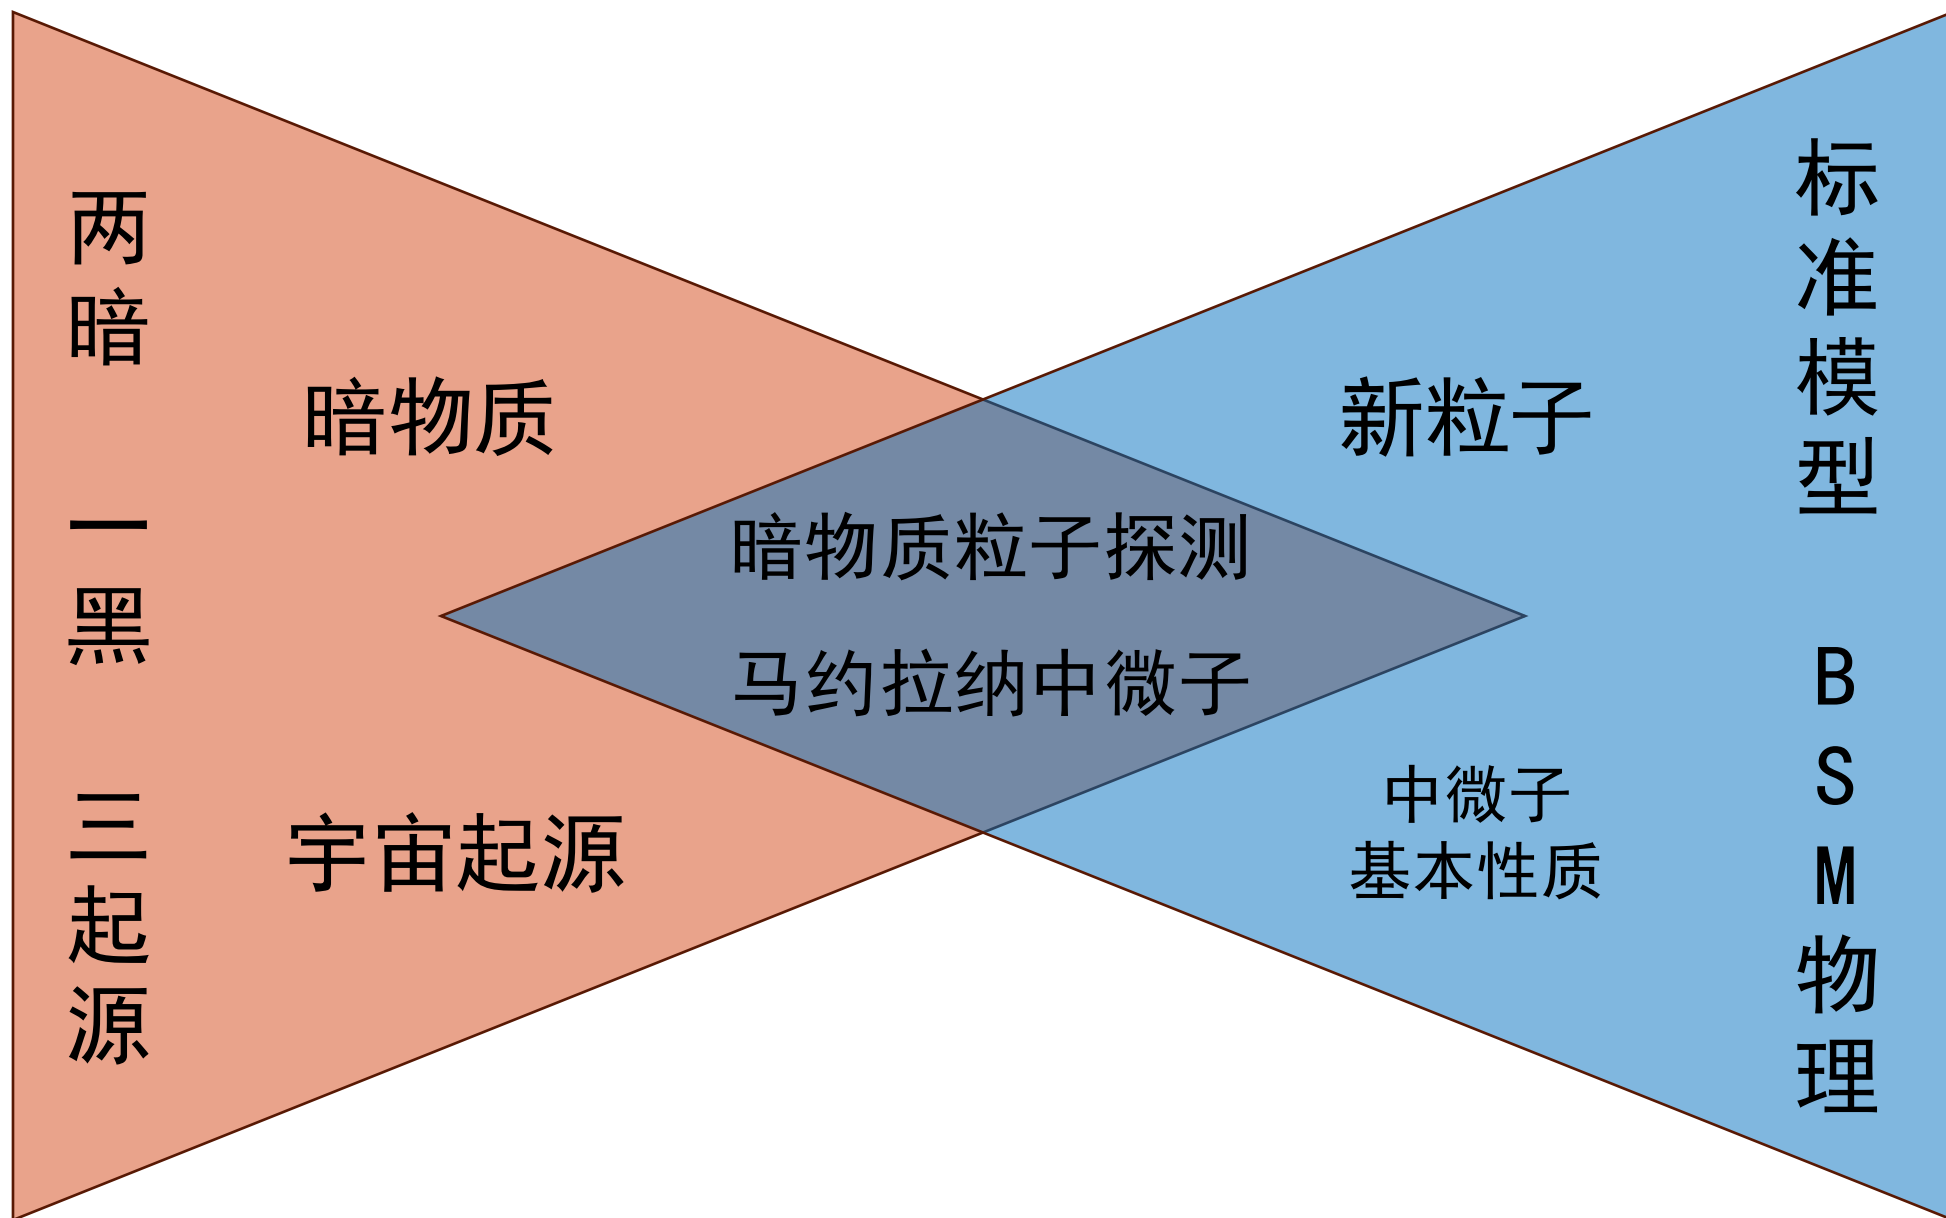 两暗 一黑 三起源
暗物质
宇宙起源
暗物质粒子探测
马约拉纳中微子
新粒子
中微子
基本性质
标准模型 BSM物理